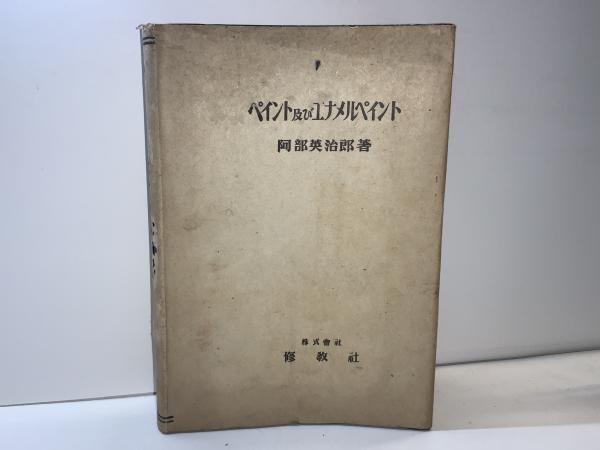 ペイント及びエナメルペイント
阿部英治郎著
株式會社
修教社